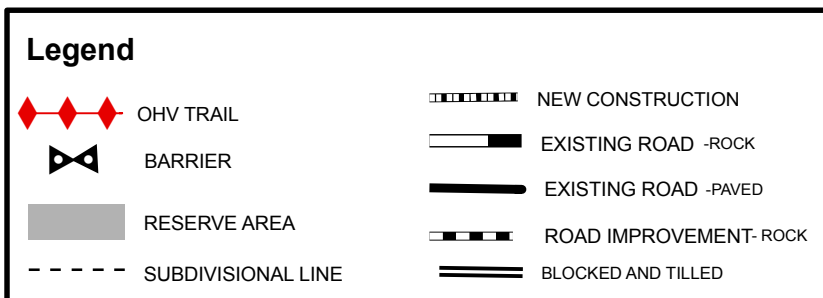 Legend
OHV TRAIL
BARRIER
RESERVE AREA
SUBDIVISIONAL LINE
NEW CONSTRUCTION
EXISTING ROAD -ROCK
EXISTING ROAD -PAVED
ROAD IMPROVEMENT- ROCK
BLOCKED AND TILLED